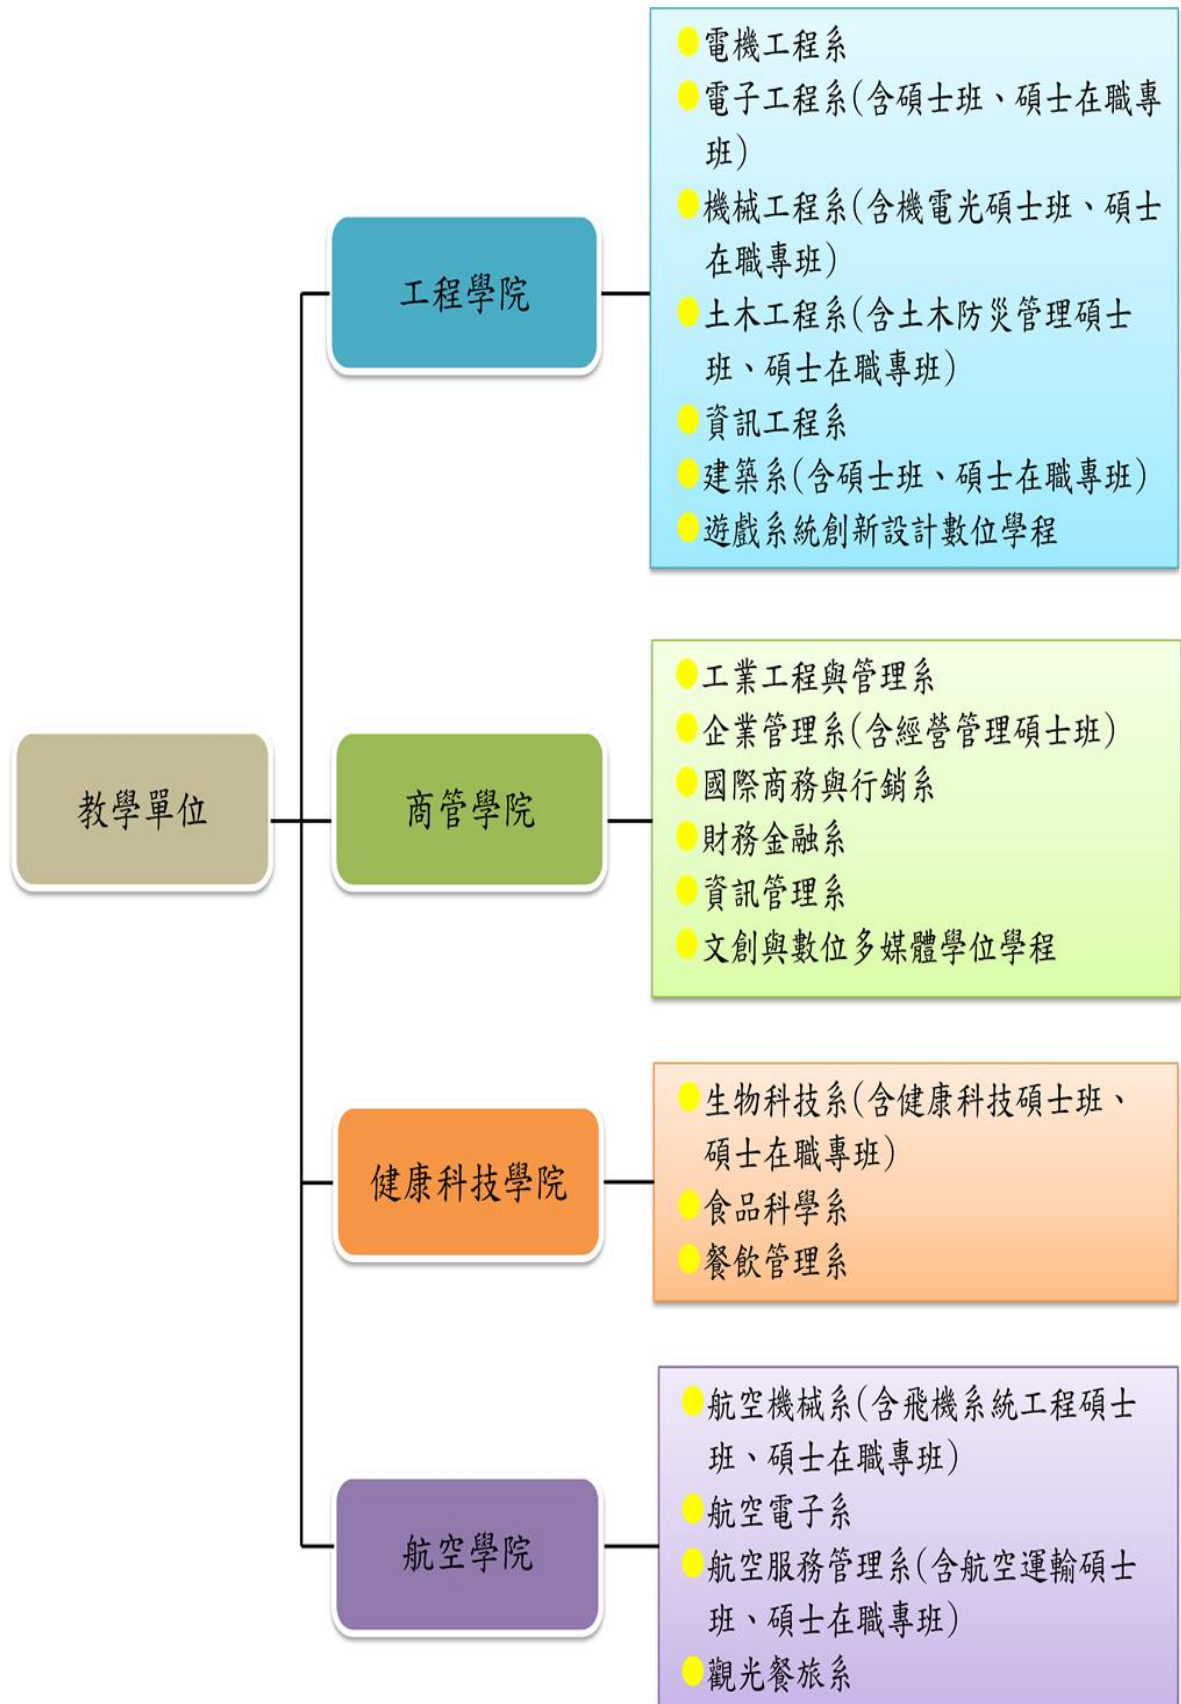 教學單位
工程學院
電機工程系
電子工程系(含碩士班、碩士在職專
班)
機械工程系(含機電光碩士班、碩士
在職專班)
土木工程系(含土木防災管理碩士
班、碩士在職專班)
資訊工程系
建築系(含碩士班、碩士在職專班)
遊戲系統創新設計數位學程
商管學院
工業工程與管理系
企業管理系(含經營管理碩士班)
國際商務與行銷系
財務金融系
資訊管理系
文創與數位多媒體學位學程
健康科技學院
生物科技系(含健康科技碩士班、
碩士在職專班)
食品科學系
餐飲管理系
航空學院
航空機械系(含飛機系統工程碩士
班、碩士在職專班)
航空電子系
航空服務管理系(含航空運輸碩士
班、碩士在職專班)
觀光餐旅系